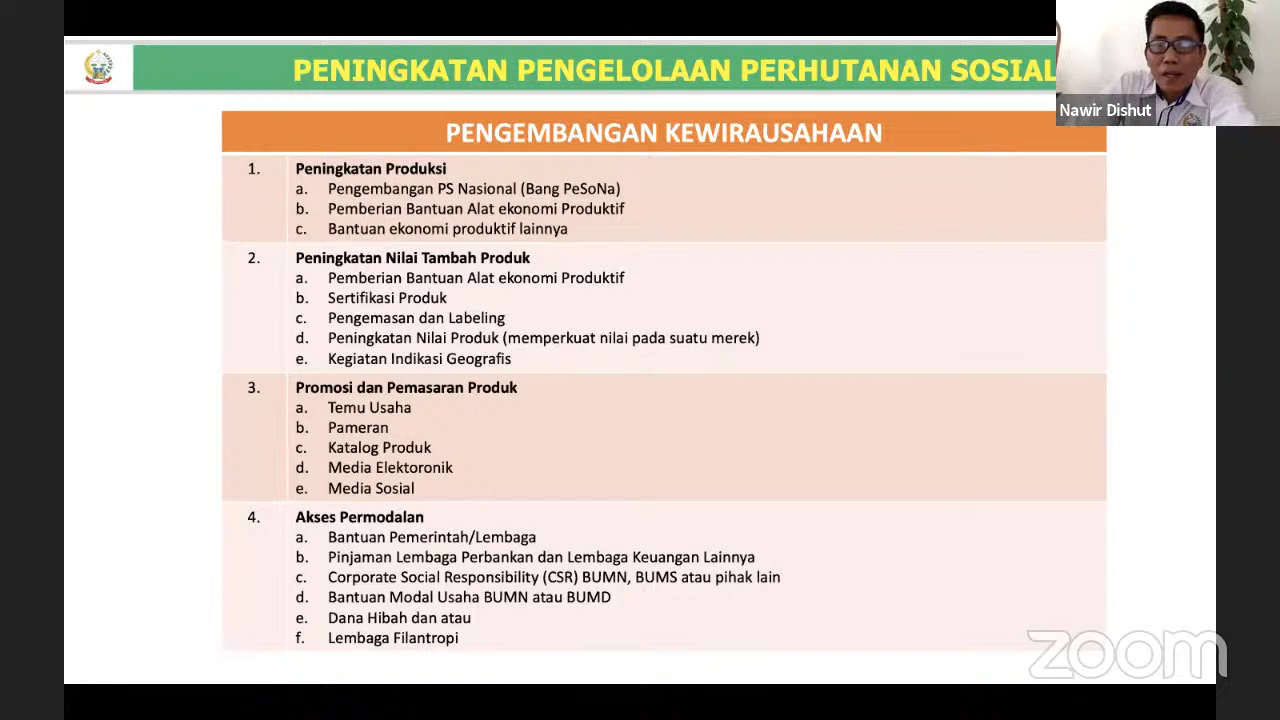 PENINGKATAN PENGELOLAAN PERHUTANAN SOSIAL
Nawir Dishut
PENGEMBANGAN KEWIRAUSAHAAN
1. Peningkatan Produksi
a. Pengembangan PS Nasional (Bang PeSoNa)
b. Pemberian Bantuan Alat ekonomi Produktif
c. Bantuan ekonomi produktif lainnya
2. Peningkatan Nilai Tambah Produk
a. Pemberian Bantuan Alat ekonomi Produktif
b. Sertifikasi Produk
c. Pengemasan dan Labeling
d. Peningkatan Nilai Produk (memperkuat nilai pada suatu merek)
e. Kegiatan Indikasi Geografis
3. Promosi dan Pemasaran Produk
a. Temu Usaha
b. Pameran
c. Katalog Produk
d. Media Elektoronik
e. Media Sosial
4. Akses Permodalan
a. Bantuan Pemerintah/Lembaga
b. Pinjaman Lembaga Perbankan dan Lembaga Keuangan Lainnya
c. Corporate Social Responsibility (CSR) BUMN, BUMS atau pihak lain
d. Bantuan Modal Usaha BUMN atau BUMD
e. Dana Hibah dan atau
f. Lembaga Filantropi
zoom